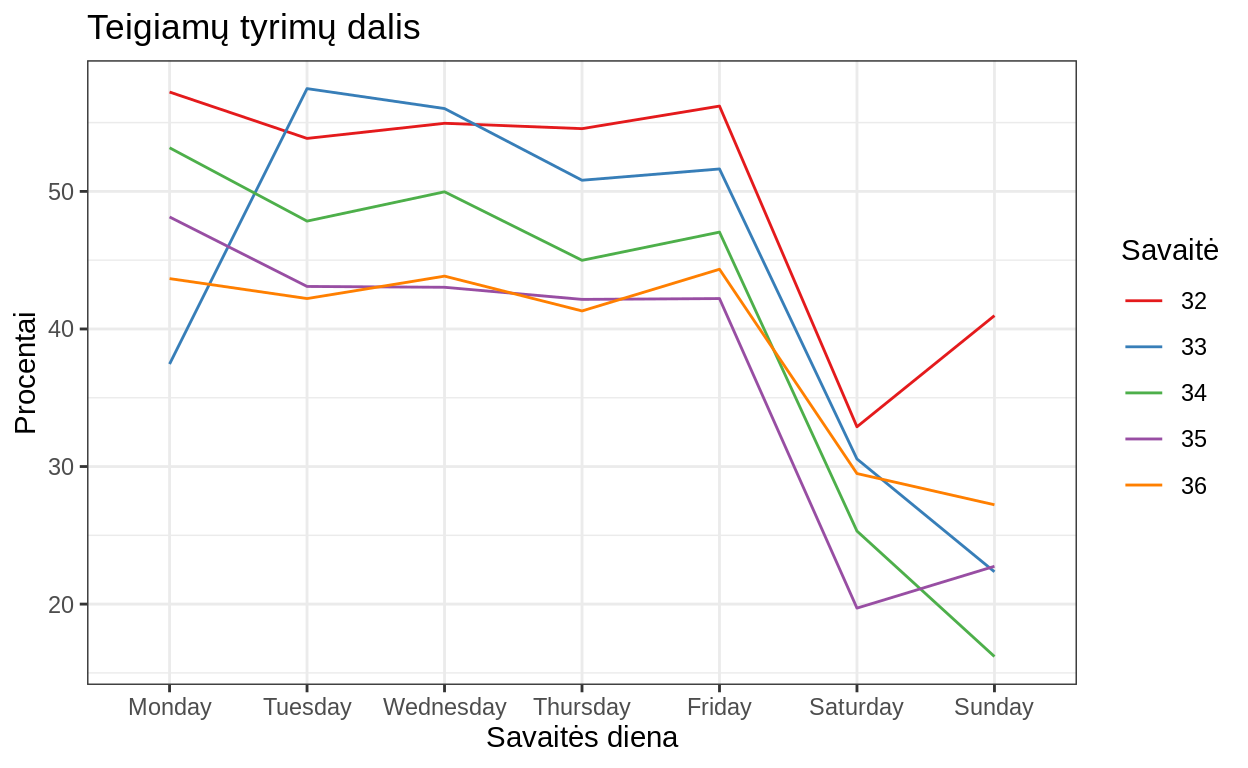 Teigiamų tyrimų dalis
Procentai
50
40
30
20
Monday Tuesday Wednesday Thursday Friday Saturday Sunday
Savaitės diena
Savaitė
32
33
34
35
36